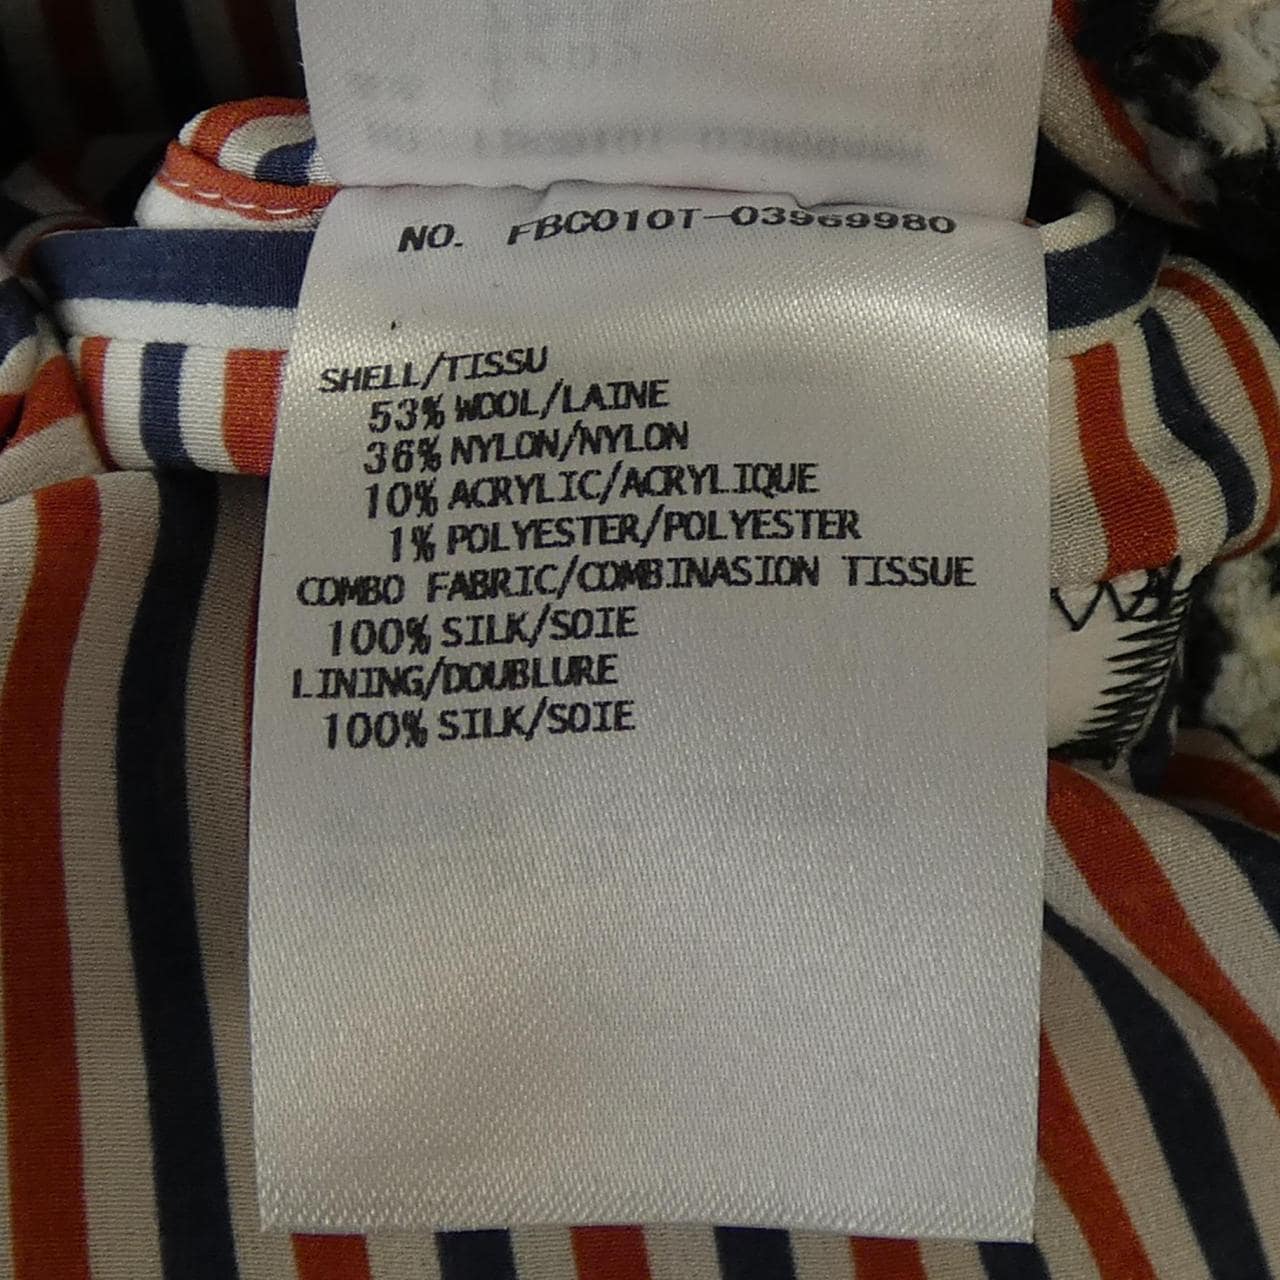 NO. FBC010T-03969980
SHELL/TISSU
53% WOOL/LAINE
36% NYLON/NYLON
10% ACRYLIC/ACRYLIQUE
1% POLYESTER/POLYESTER
COMBO FABRIC/COMBINASION TISSUE
100% SILK/SOIE
LINING/DOUBLURE
100% SILK/SOIE